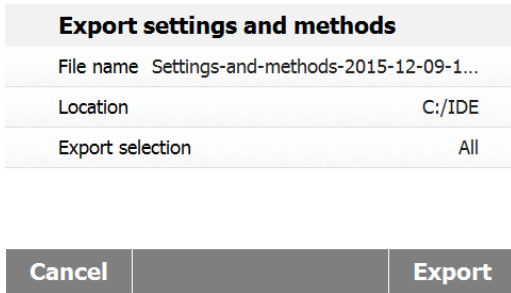 Export settings and methods
File name Settings-and-methods-2015-12-09-1...
Location C:/IDE
Export selection All
Cancel Export